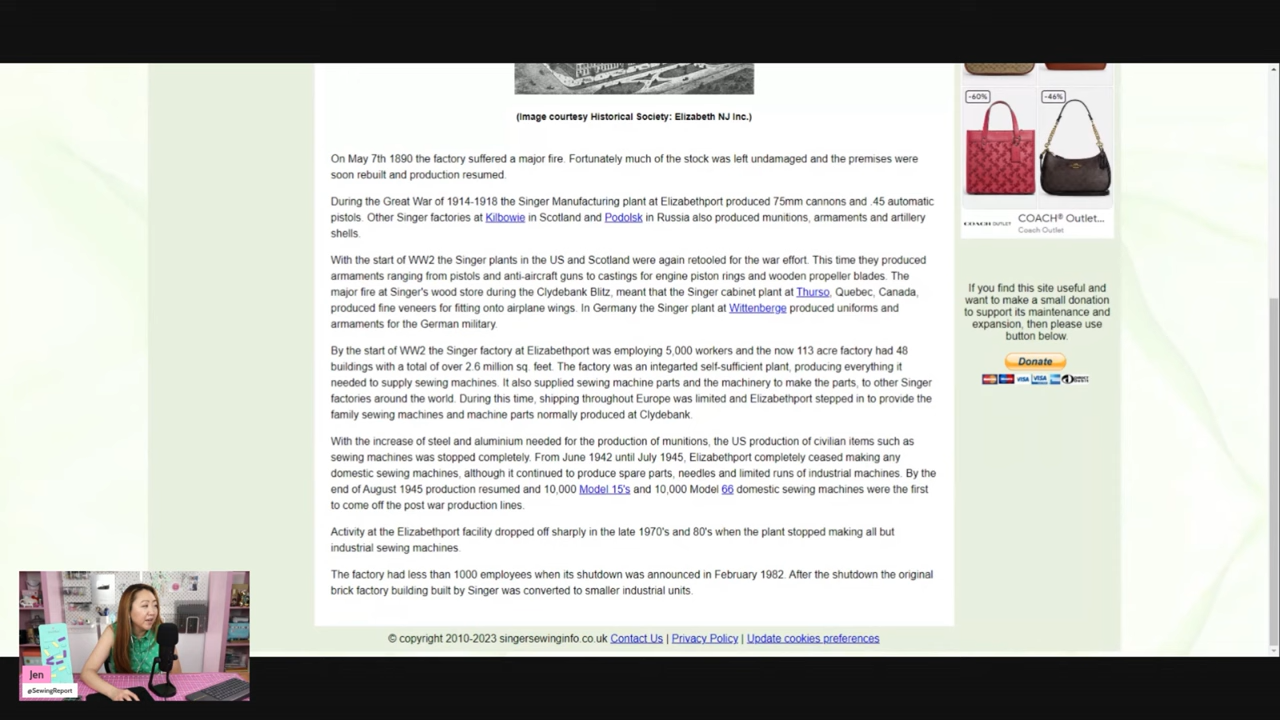 (Image courtesy Historical Society: Elizabeth NJ Inc.)
On May 7th 1890 the factory suffered a major fire. Fortunately much of the stock was left undamaged and the premises were
soon rebuilt and production resumed.
During the Great War of 1914-1918 the Singer Manufacturing plant at Elizabethport produced 75mm cannons and .45 automatic
pistols. Other Singer factories at Kilbowie in Scotland and Podolsk in Russia also produced munitions, armaments and artillery
shells.
With the start of WW2 the Singer plants in the US and Scotland were again retooled for the war effort. This time they produced
armaments ranging from pistols and anti-aircraft guns to castings for engine piston rings and wooden propeller blades. The
major fire at Singer's wood store during the Clydebank Blitz, meant that the Singer cabinet plant at Thurso, Quebec, Canada,
produced fine veneers for fitting onto airplane wings. In Germany the Singer plant at Wittenberge produced uniforms and
armaments for the German military.
By the start of WW2 the Singer factory at Elizabethport was employing 5,000 workers and the now 113 acre factory had 48
buildings with a total of over 2.6 million sq. feet. The factory was an integarted self-sufficient plant, producing everything it
needed to supply sewing machines. It also supplied sewing machine parts and the machinery to make the parts, to other Singer
factories around the world. During this time, shipping throughout Europe was limited and Elizabethport stepped in to provide the
family sewing machines and machine parts normally produced at Clydebank.
With the increase of steel and aluminium needed for the production of munitions, the US production of civilian items such as
sewing machines was stopped completely. From June 1942 until July 1945, Elizabethport completely ceased making any
domestic sewing machines, although it continued to produce spare parts, needles and limited runs of industrial machines. By the
end of August 1945 production resumed and 10,000 Model 15's and 10,000 Model 66 domestic sewing machines were the first
to come off the post war production lines.
Activity at the Elizabethport facility dropped off sharply in the late 1970's and 80's when the plant stopped making all but
industrial sewing machines.
The factory had less than 1000 employees when its shutdown was announced in February 1982. After the shutdown the original
brick factory building built by Singer was converted to smaller industrial units.
© copyright 2010-2023 singersewinginfo.co.uk Contact Us | Privacy Policy | Update cookies preferences
-60% -46%
COACH OUTLET COACH® Outlet...
Coach Outlet
If you find this site useful and
want to make a small donation
to support its maintenance and
expansion, then please use
button below.
Donate
VISA VISA
Jen
@SewingReport